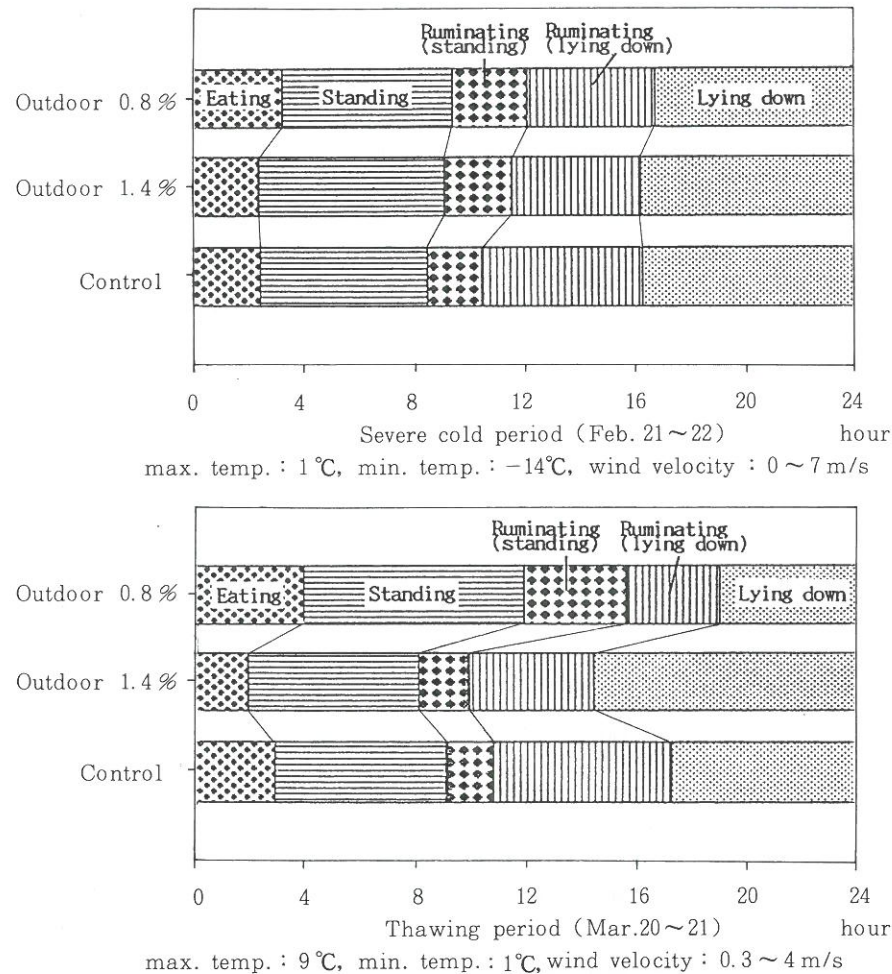 Ruminating Ruminating
(standing) (lying down)
Outdoor 0.8% Eating Standing Lying down
Outdoor 1.4%
Control
0 4 8 12 16 20 24
Severe cold period (Feb. 21~22) hour
max. temp. : 1℃, min. temp. : −14℃, wind velocity : 0~7 m/s
Ruminating Ruminating
(standing) (lying down)
Outdoor 0.8% Eating Standing Lying down
Outdoor 1.4%
Control
0 4 8 12 16 20 24
Thawing period (Mar.20~21) hour
max. temp. : 9℃, min. temp. : 1℃, wind velocity : 0.3~4 m/s